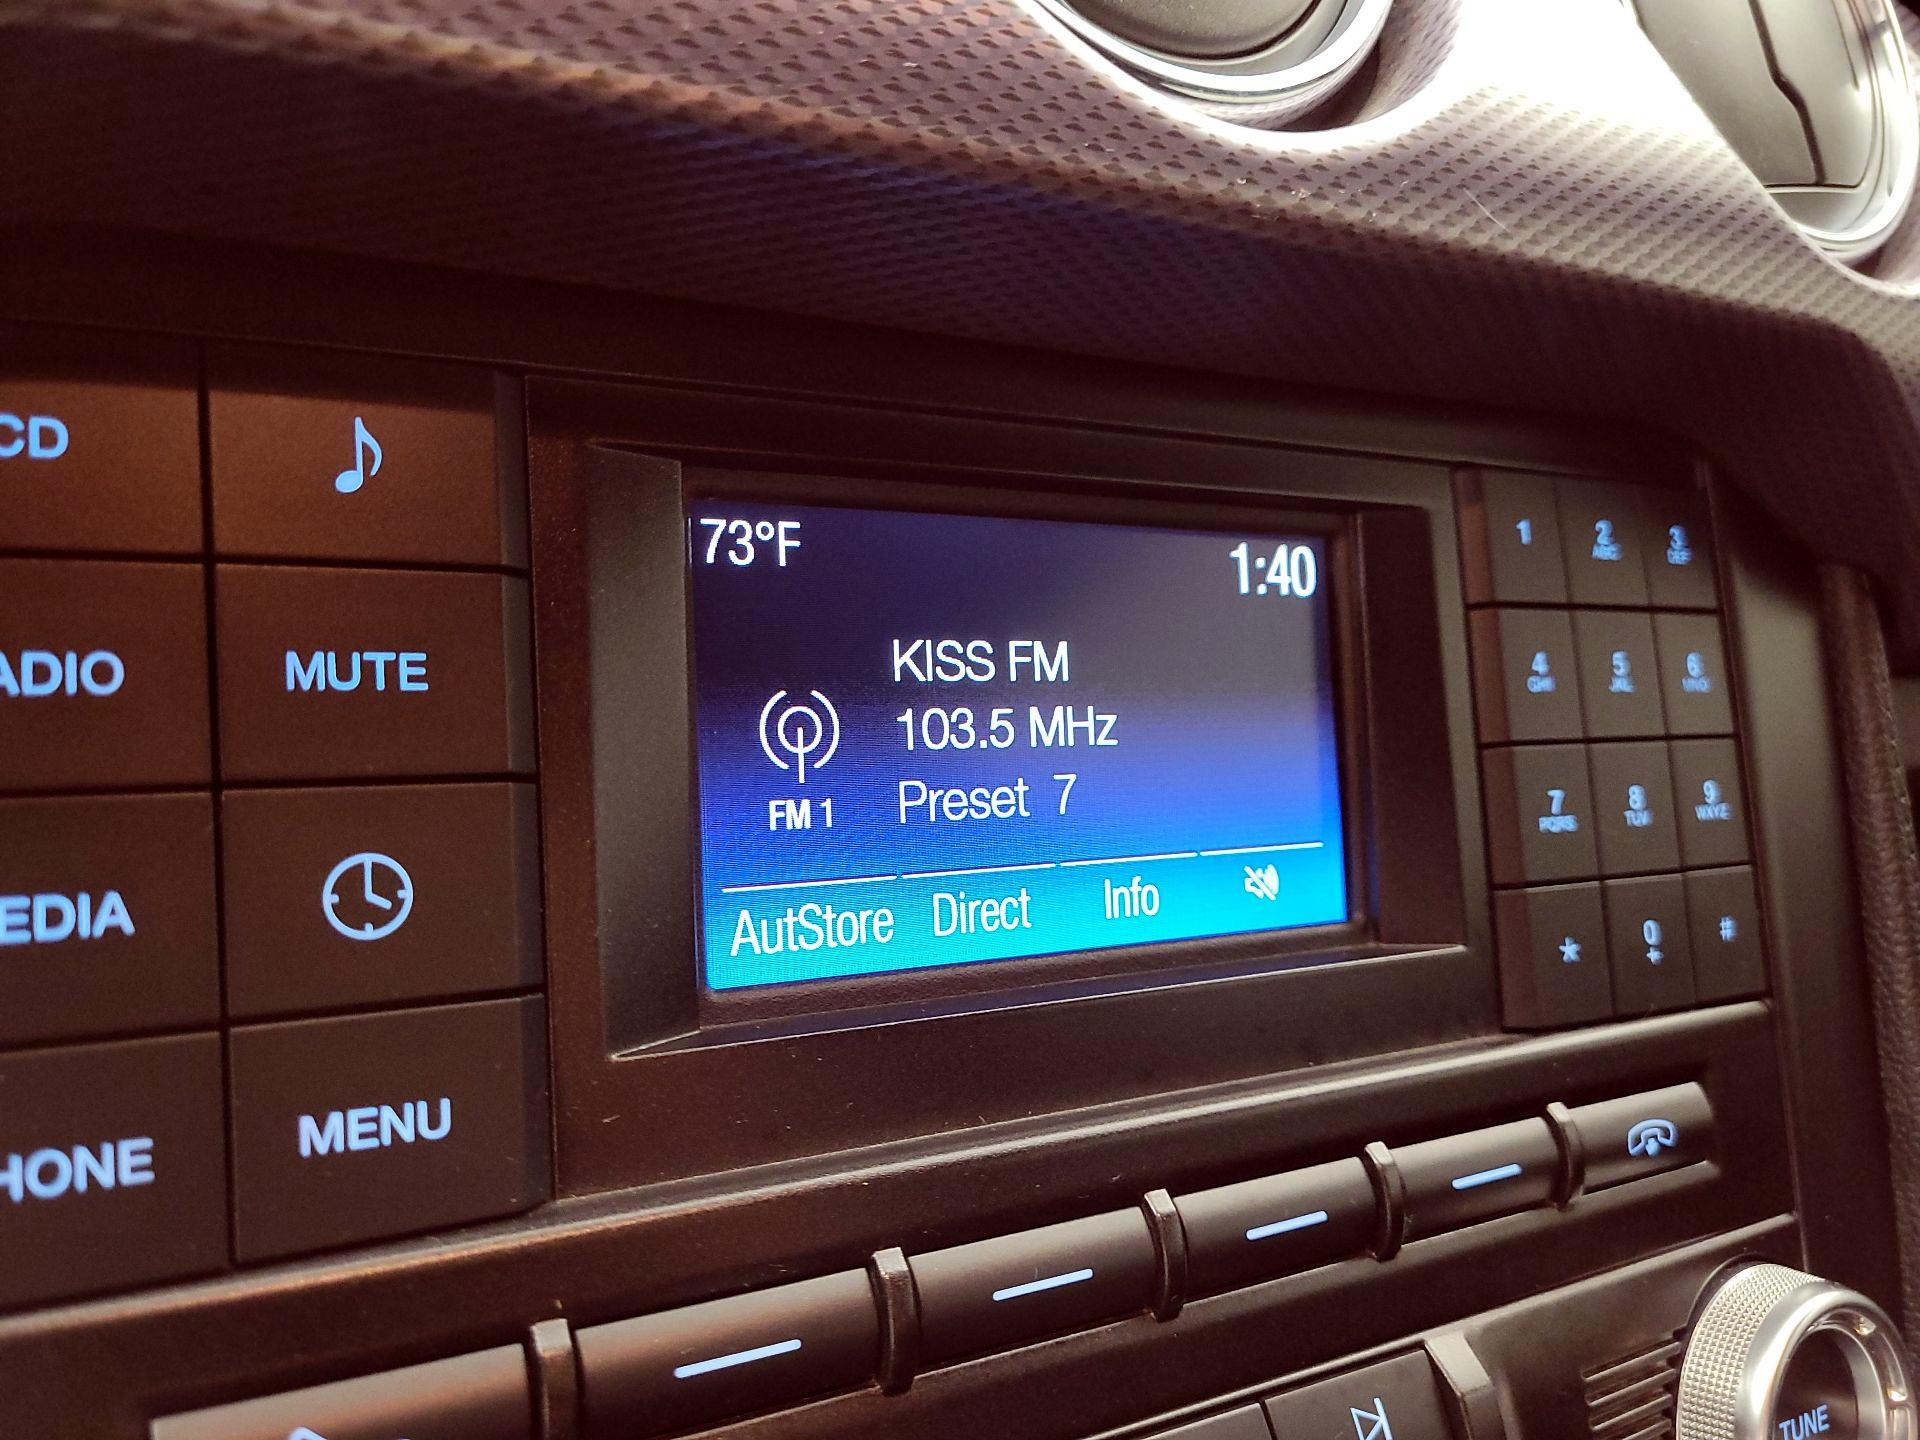 73°F
1:40
KISS FM
103.5 MHz
FM 1
Preset 7
AutStore Direct Info
CD
ADIO
MUTE
EDIA
HONE
MENU
1
2
ABC
3
DEF
4
GHI
5
JKL
6
MNO
7
PQRS
8
TUV
9
WXYZ
*
0
+
#
TUNE